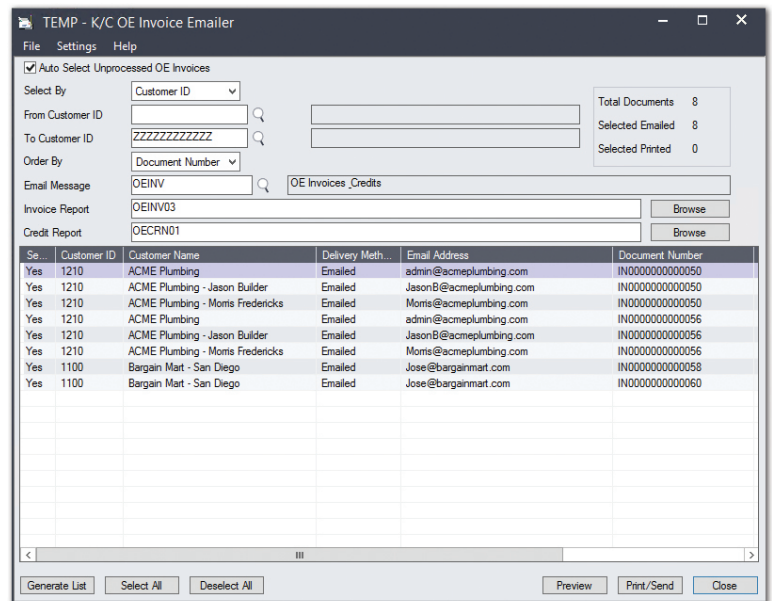 TEMP - K/C OE Invoice Emailer
File Settings Help
Auto Select Unprocessed OE Invoices
Select By Customer ID
From Customer ID
To Customer ID ZZZZZZZZZZZZ
Order By Document Number
Email Message OEINV OE Invoices_Credits
Invoice Report OEINV03 Browse
Credit Report OECRN01 Browse
Total Documents 8
Selected Emailed 8
Selected Printed 0
Se... Customer ID Customer Name Delivery Meth... Email Address Document Number
Yes 1210 ACME Plumbing Emailed admin@acmeplumbing.com IN0000000000050
Yes 1210 ACME Plumbing - Jason Builder Emailed JasonB@acmeplumbing.com IN0000000000050
Yes 1210 ACME Plumbing - Morris Fredericks Emailed Morris@acmeplumbing.com IN0000000000050
Yes 1210 ACME Plumbing Emailed admin@acmeplumbing.com IN0000000000056
Yes 1210 ACME Plumbing - Jason Builder Emailed JasonB@acmeplumbing.com IN0000000000056
Yes 1210 ACME Plumbing - Morris Fredericks Emailed Morris@acmeplumbing.com IN0000000000056
Yes 1100 Bargain Mart - San Diego Emailed Jose@bargainmart.com IN0000000000058
Yes 1100 Bargain Mart - San Diego Emailed Jose@bargainmart.com IN0000000000060
Generate List Select All Deselect All Preview Print/Send Close